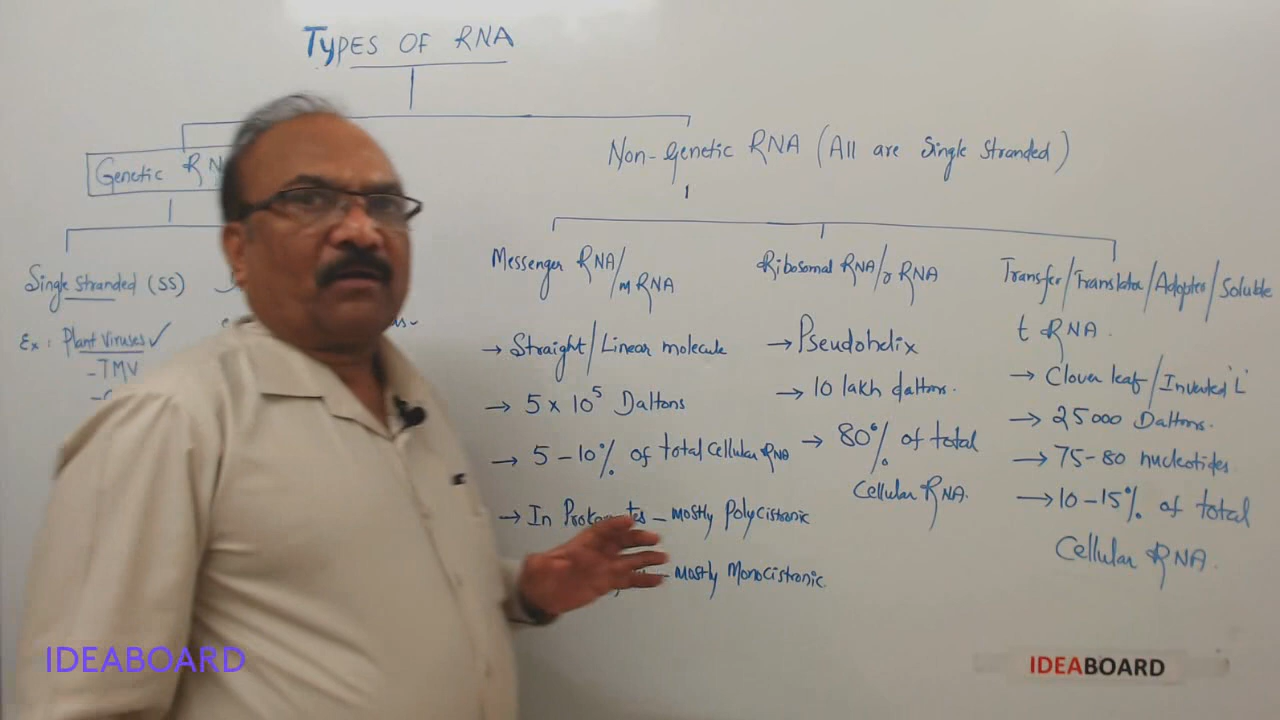 TYPES OF RNA
Genetic RN
Non-Genetic RNA (All are Single Stranded)
Single Stranded (SS)
Ex: Plant Viruses ✓
- TMV
Messenger RNA/
mRNA
→ Straight/Linear molecule
→ 5 x 10⁵ Daltons
→ 5-10% of total Cellular RNA
→ In Prokaryotes - mostly Polycistronic
- mostly Monocistronic
Ribosomal RNA/r RNA
→ Pseudohelix
→ 10 lakh daltons.
→ 80% of total
Cellular RNA.
Transfer/Translator/Adopter/Soluble
t RNA.
→ Clover leaf/Inverted 'L'
→ 25000 Daltons.
→ 75-80 nucleotides
→ 10-15% of total
Cellular RNA.
IDEABOARD
IDEABOARD